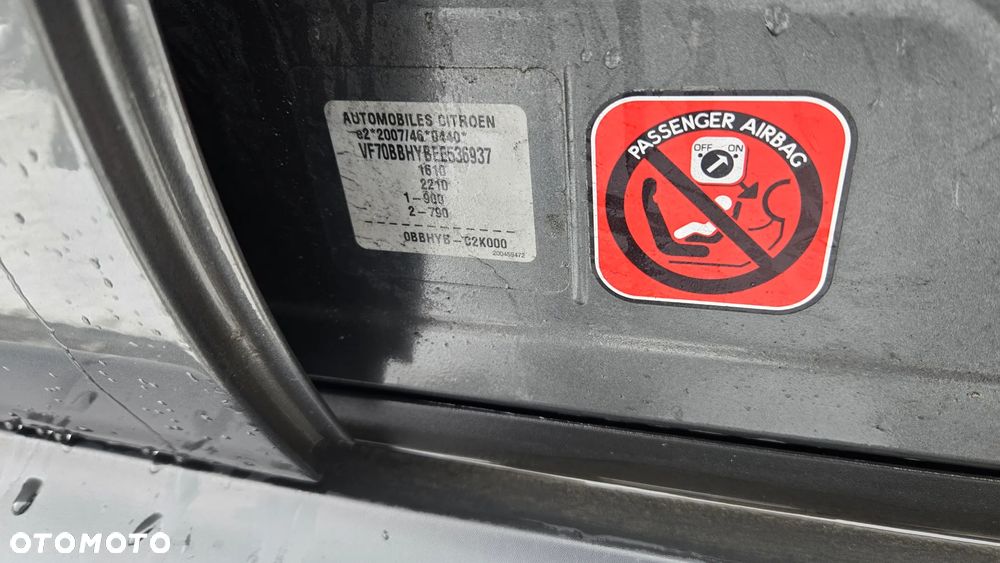 AUTOMOBILES CITROEN
e2*2007/46*0440*
VF70BBHYBEE536937
1610
2210
1-900
2-790
0BBHYB-C2K000
200459472
PASSENGER AIRBAG
OFF ON
OTOMOTO